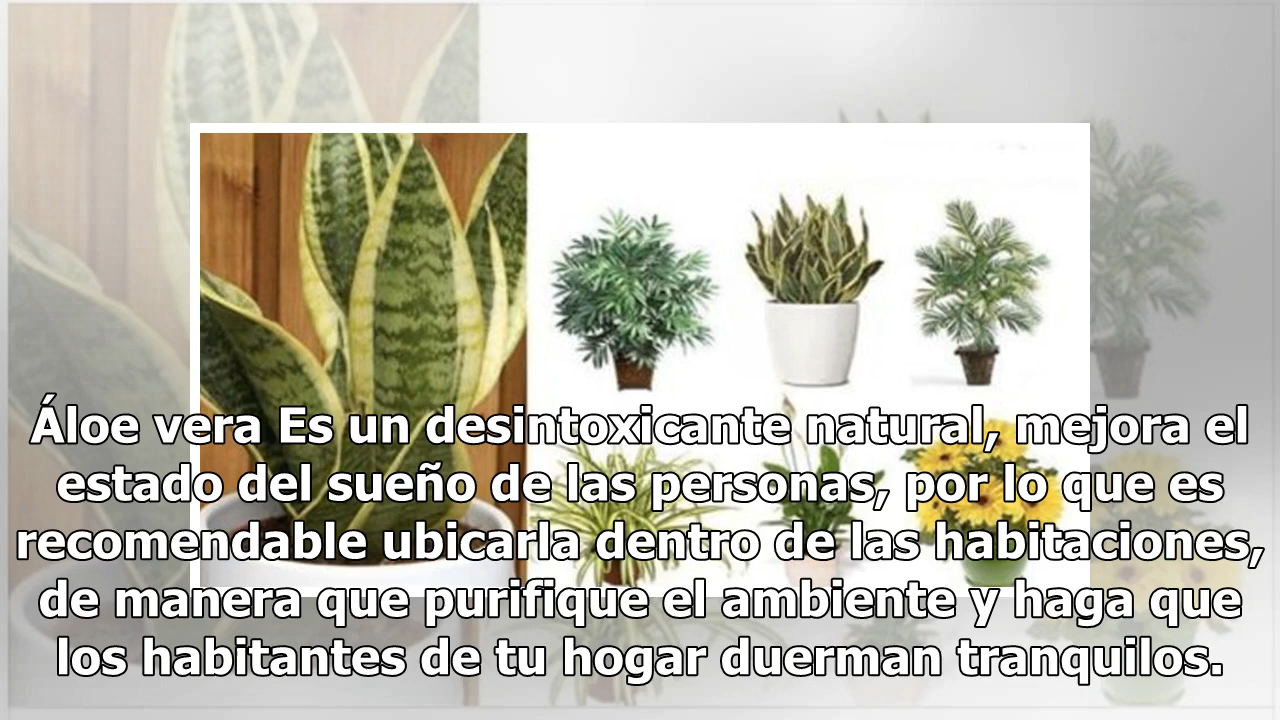 Áloe vera Es un desintoxicante natural, mejora el
estado del sueño de las personas, por lo que es
recomendable ubicarla dentro de las habitaciones,
de manera que purifique el ambiente y haga que
los habitantes de tu hogar duerman tranquilos.